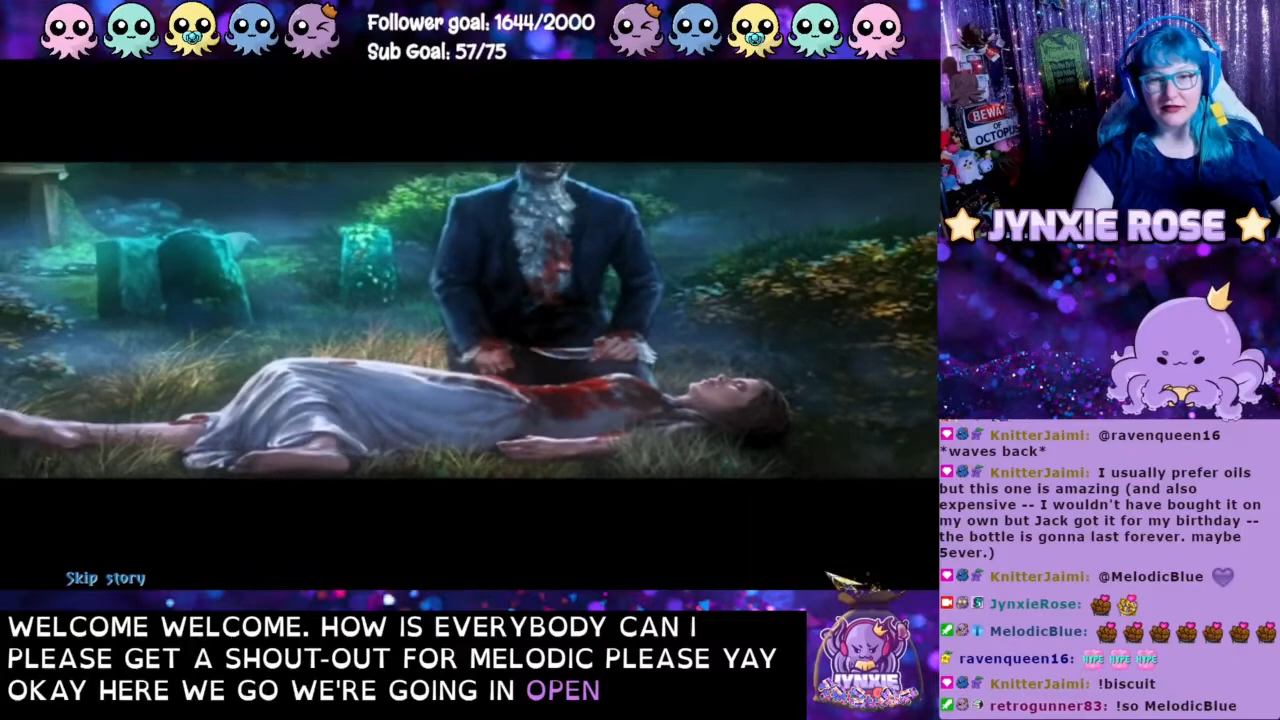 Follower goal: 1644/2000
Sub Goal: 57/75
BEWARE
OF
OCTOPUS
JYNXIE ROSE
KnitterJaimi: @ravenqueen16
*waves back*
KnitterJaimi: I usually prefer oils
but this one is amazing (and also
expensive -- I wouldn't have bought it on
my own but Jack got it for my birthday --
the bottle is gonna last forever. maybe
5ever.)
KnitterJaimi: @MelodicBlue
JynxieRose:
MelodicBlue:
ravenqueen16: HYPE HYPE HYPE
KnitterJaimi: !biscuit
retrogunner83: !so MelodicBlue
Skip story
WELCOME WELCOME. HOW IS EVERYBODY CAN I
PLEASE GET A SHOUT-OUT FOR MELODIC PLEASE YAY
OKAY HERE WE GO WE'RE GOING IN OPEN
JYNXIE